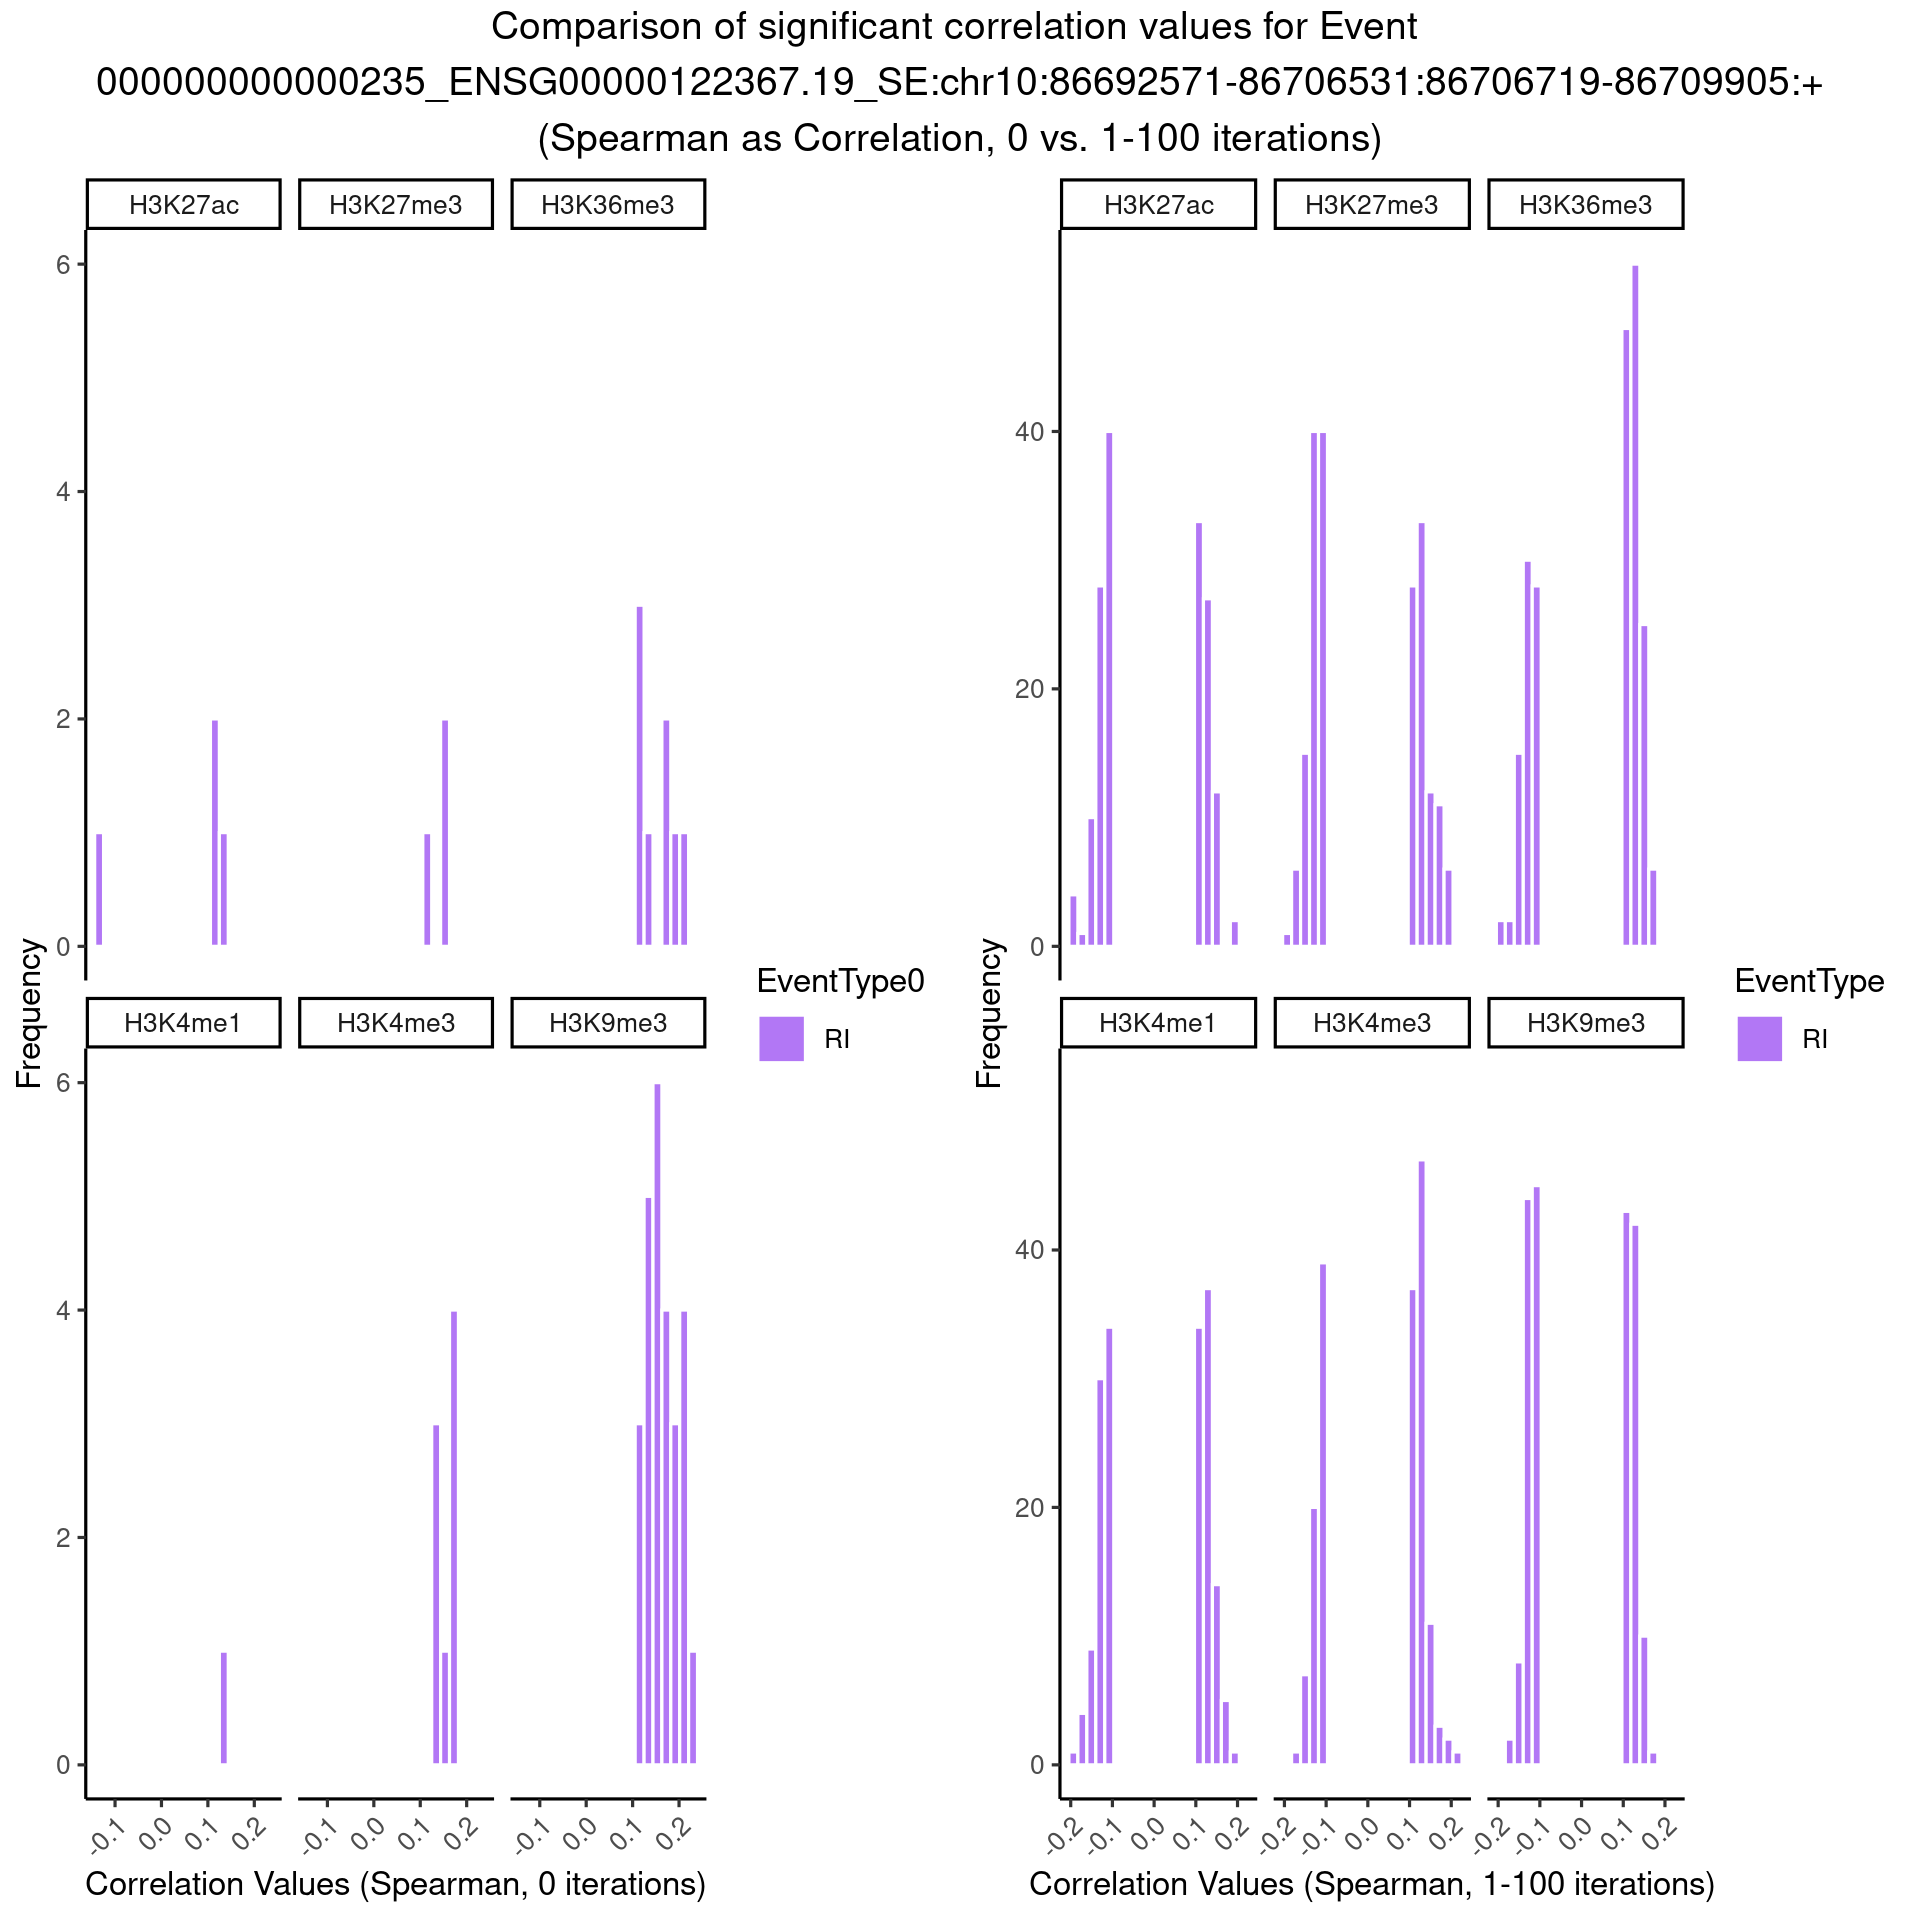 Comparison of significant correlation values for Event
000000000000235_ENSG00000122367.19_SE:chr10:86692571-86706531:86706719-86709905:+
(Spearman as Correlation, 0 vs. 1-100 iterations)
H3K27ac H3K27me3 H3K36me3
6
4
2
0
H3K4me1 H3K4me3 H3K9me3
6
4
2
0
-0.1 0.0 0.1 0.2 -0.1 0.0 0.1 0.2 -0.1 0.0 0.1 0.2
Frequency
Correlation Values (Spearman, 0 iterations)
EventType0
RI
H3K27ac H3K27me3 H3K36me3
40
20
0
H3K4me1 H3K4me3 H3K9me3
40
20
0
-0.2 -0.1 0.0 0.1 0.2 -0.2 -0.1 0.0 0.1 0.2 -0.2 -0.1 0.0 0.1 0.2
Frequency
Correlation Values (Spearman, 1-100 iterations)
EventType
RI